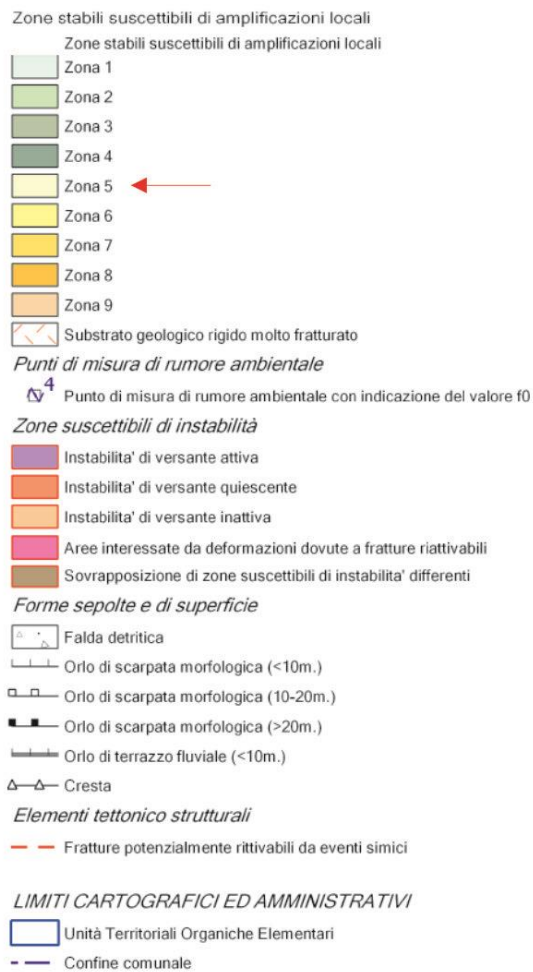 Zone stabili suscettibili di amplificazioni locali
Zone stabili suscettibili di amplificazioni locali
Zona 1
Zona 2
Zona 3
Zona 4
Zona 5
Zona 6
Zona 7
Zona 8
Zona 9
Substrato geologico rigido molto fratturato
Punti di misura di rumore ambientale
4
Punto di misura di rumore ambientale con indicazione del valore f0
Zone suscettibili di instabilità
Instabilita' di versante attiva
Instabilita' di versante quiescente
Instabilita' di versante inattiva
Aree interessate da deformazioni dovute a fratture riattivabili
Sovrapposizione di zone suscettibili di instabilita' differenti
Forme sepolte e di superficie
Falda detritica
Orlo di scarpata morfologica (<10m.)
Orlo di scarpata morfologica (10-20m.)
Orlo di scarpata morfologica (>20m.)
Orlo di terrazzo fluviale (<10m.)
Cresta
Elementi tettonico strutturali
Fratture potenzialmente rittivabili da eventi simici
LIMITI CARTOGRAFICI ED AMMINISTRATIVI
Unità Territoriali Organiche Elementari
Confine comunale